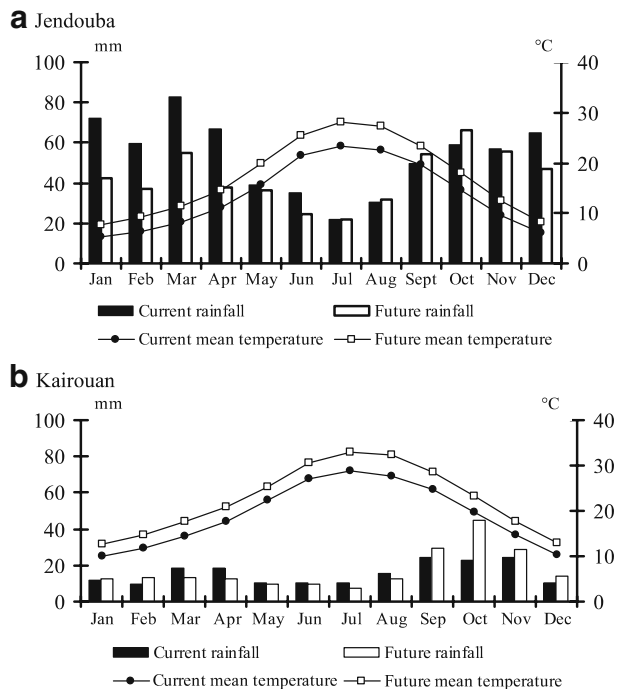 a Jendouba
mm °C
100 40
80
30
60
20
40
10
20
0 0
Jan Feb Mar Apr May Jun Jul Aug Sept Oct Nov Dec
Current rainfall Future rainfall
Current mean temperature Future mean temperature
b Kairouan
mm °C
100 40
80
30
60
20
40
20 10
0 0
Jan Feb Mar Apr May Jun Jul Aug Sep Oct Nov Dec
Current rainfall Future rainfall
Current mean temperature Future mean temperature